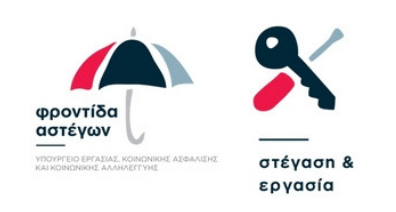 φροντίδα
αστέγων
ΥΠΟΥΡΓΕΙΟ ΕΡΓΑΣΙΑΣ, ΚΟΙΝΩΝΙΚΗΣ ΑΣΦΑΛΙΣΗΣ
ΚΑΙ ΚΟΙΝΩΝΙΚΗΣ ΑΛΛΗΛΕΓΓΥΗΣ
στέγαση &
εργασία